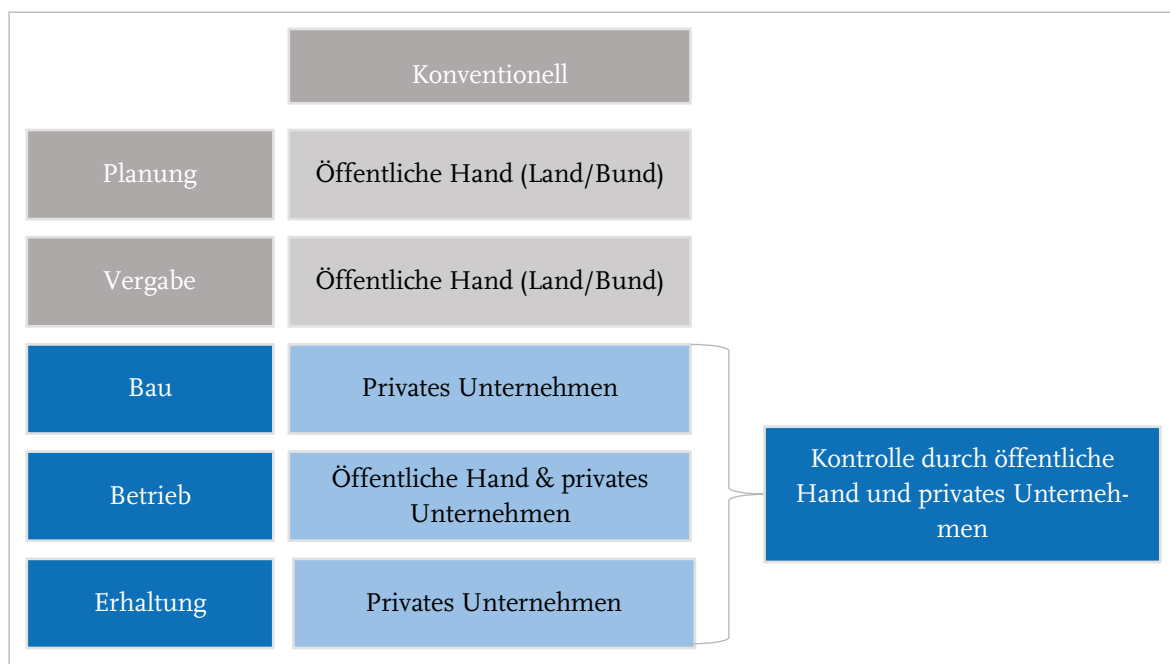 Konventionell
Planung
Öffentliche Hand (Land/Bund)
Vergabe
Öffentliche Hand (Land/Bund)
Bau
Privates Unternehmen
Betrieb
Öffentliche Hand & privates
Unternehmen
Kontrolle durch öffentliche
Hand und privates Unterneh-
men
Erhaltung
Privates Unternehmen